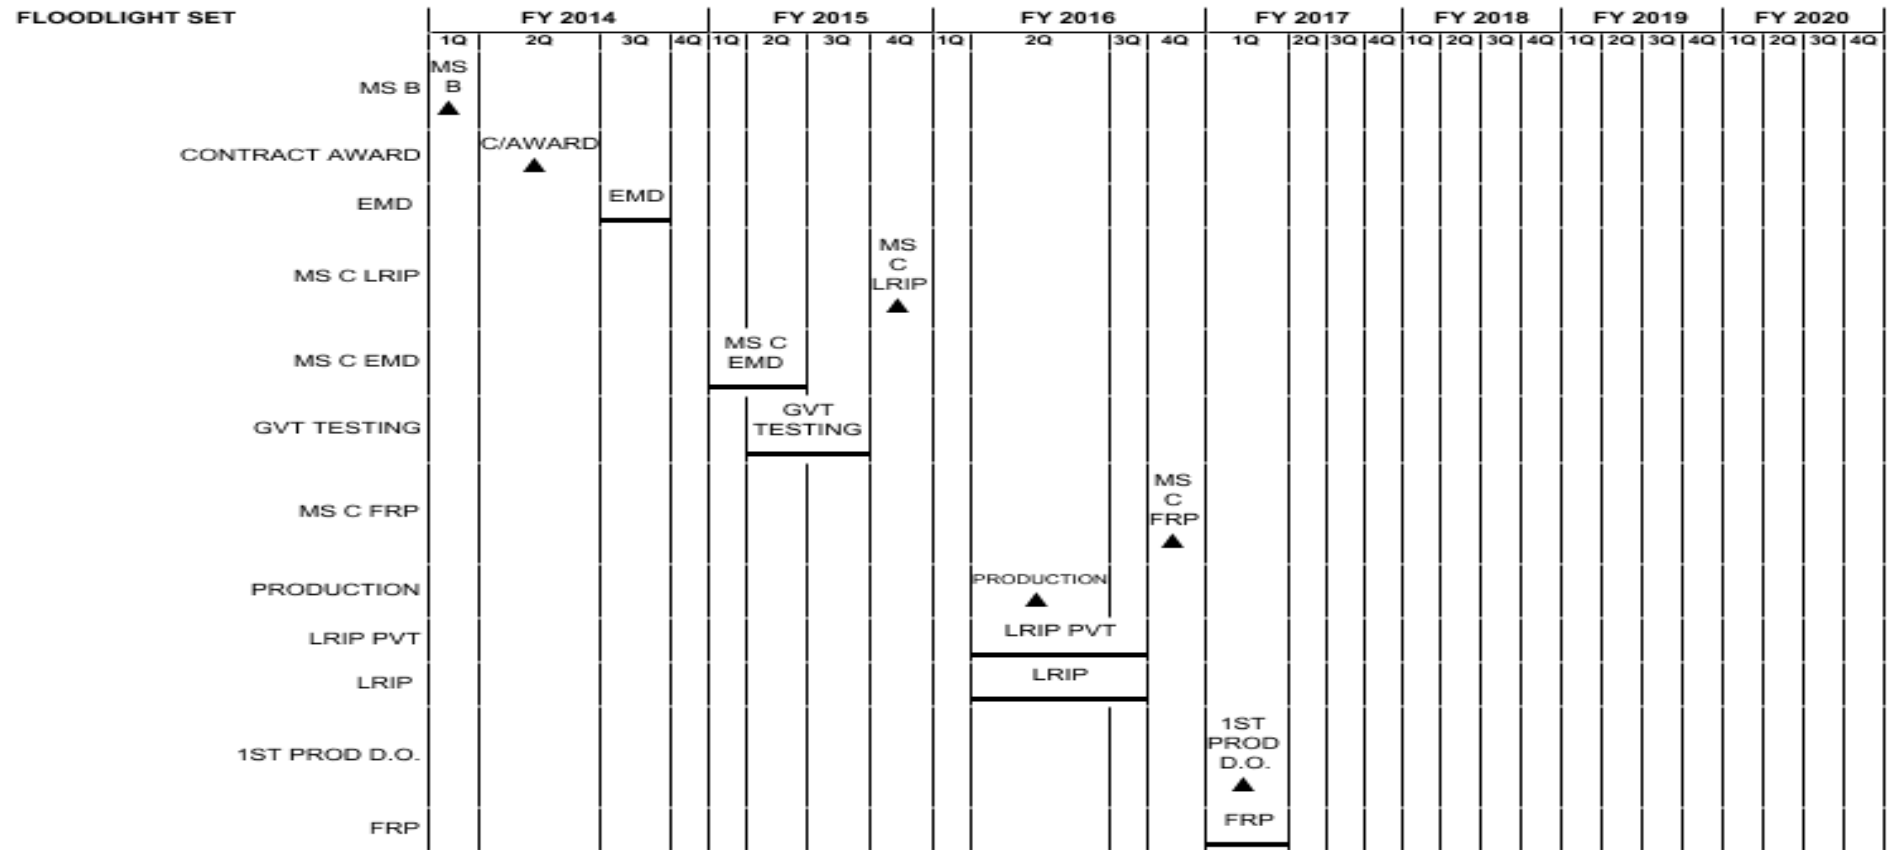 FLOODLIGHT SET FY 2014 FY 2015 FY 2016 FY 2017 FY 2018 FY 2019 FY 2020
1Q 2Q 3Q 4Q 1Q 2Q 3Q 4Q 1Q 2Q 3Q 4Q 1Q 2Q 3Q 4Q 1Q 2Q 3Q 4Q 1Q 2Q 3Q 4Q 1Q 2Q 3Q 4Q
MS B
MS
B
CONTRACT AWARD
C/AWARD
EMD
EMD
MS C LRIP
MS
C
LRIP
MS C EMD
MS C
EMD
GVT TESTING
GVT
TESTING
MS C FRP
MS
C
FRP
PRODUCTION
PRODUCTION
LRIP PVT
LRIP PVT
LRIP
LRIP
1ST PROD D.O.
1ST
PROD
D.O.
FRP
FRP